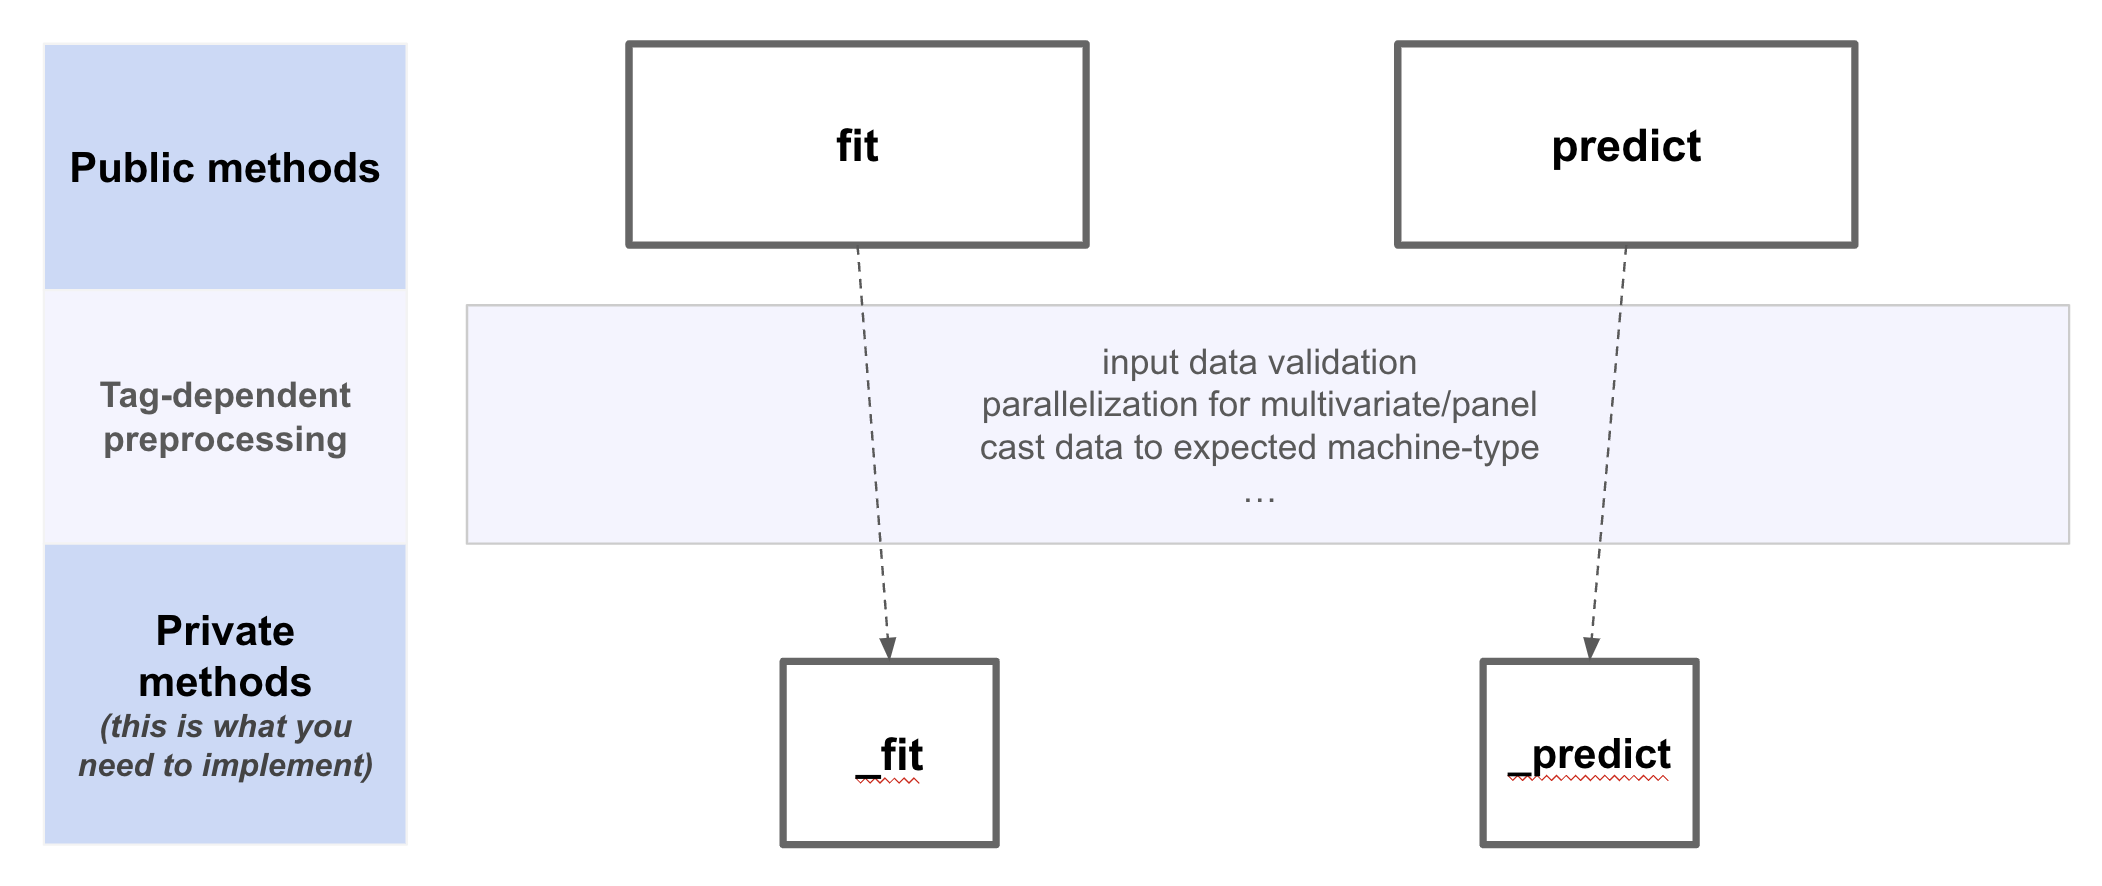 Public methods
fit
predict
Tag-dependent
preprocessing
input data validation
parallelization for multivariate/panel
cast data to expected machine-type
…
Private
methods
(this is what you
need to implement)
_fit
_predict